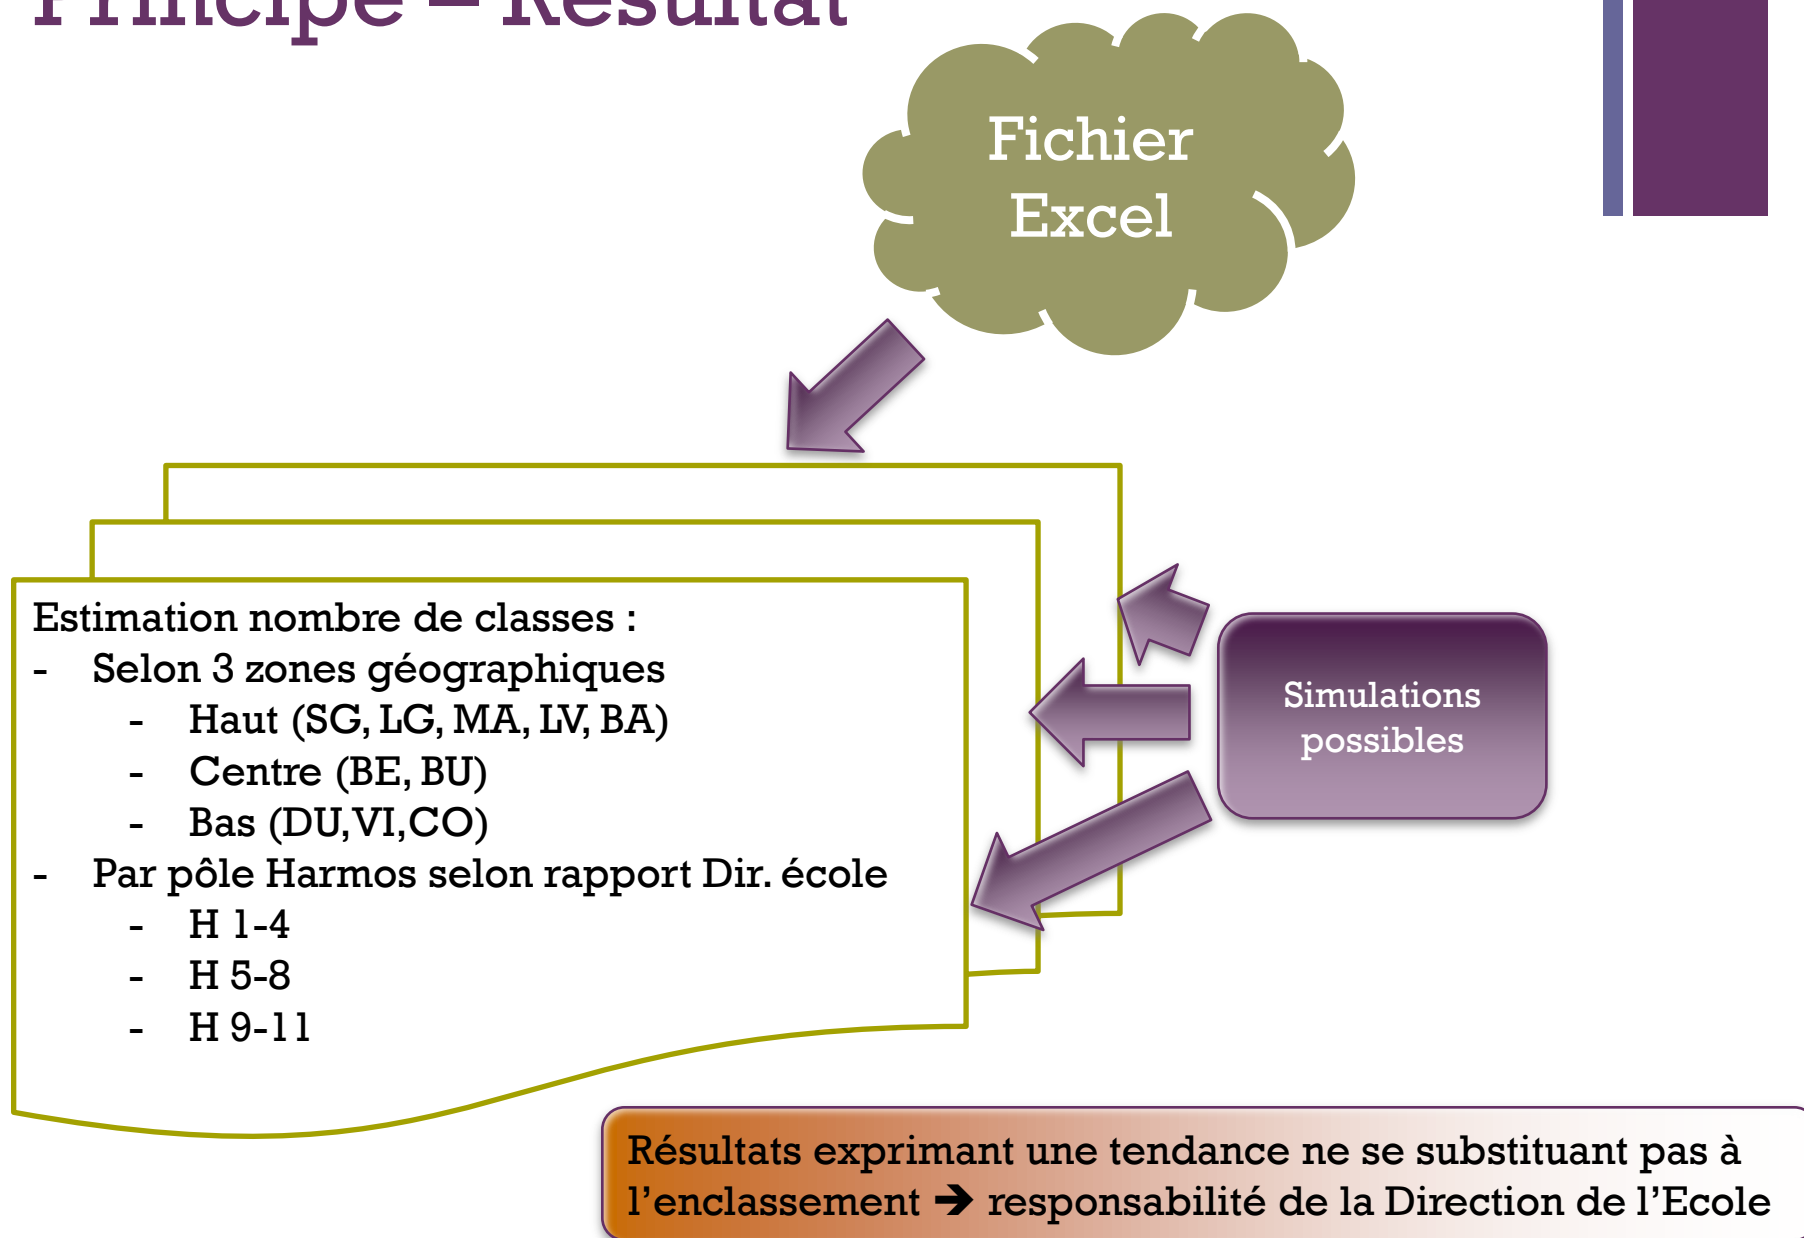 Principe – Résultat
Fichier
Excel
Estimation nombre de classes :
- Selon 3 zones géographiques
- Haut (SG, LG, MA, LV, BA)
- Centre (BE, BU)
- Bas (DU,VI,CO)
- Par pôle Harmos selon rapport Dir. école
- H 1-4
- H 5-8
- H 9-11
Simulations
possibles
Résultats exprimant une tendance ne se substituant pas à
l’enclassement ➔ responsabilité de la Direction de l’Ecole